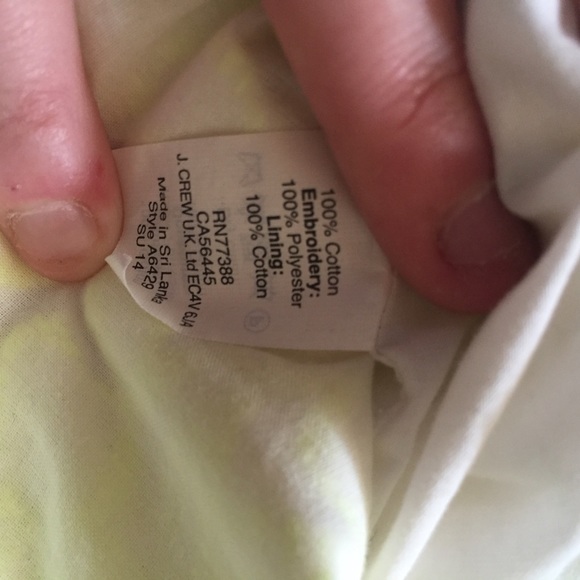 100% Cotton
Embroidery:
100% Polyester
Lining:
100% Cotton
RN77388
CA56445
J. CREW U.K. Ltd EC4V 6JA
Made in Sri Lanka
Style A6429
SU 14